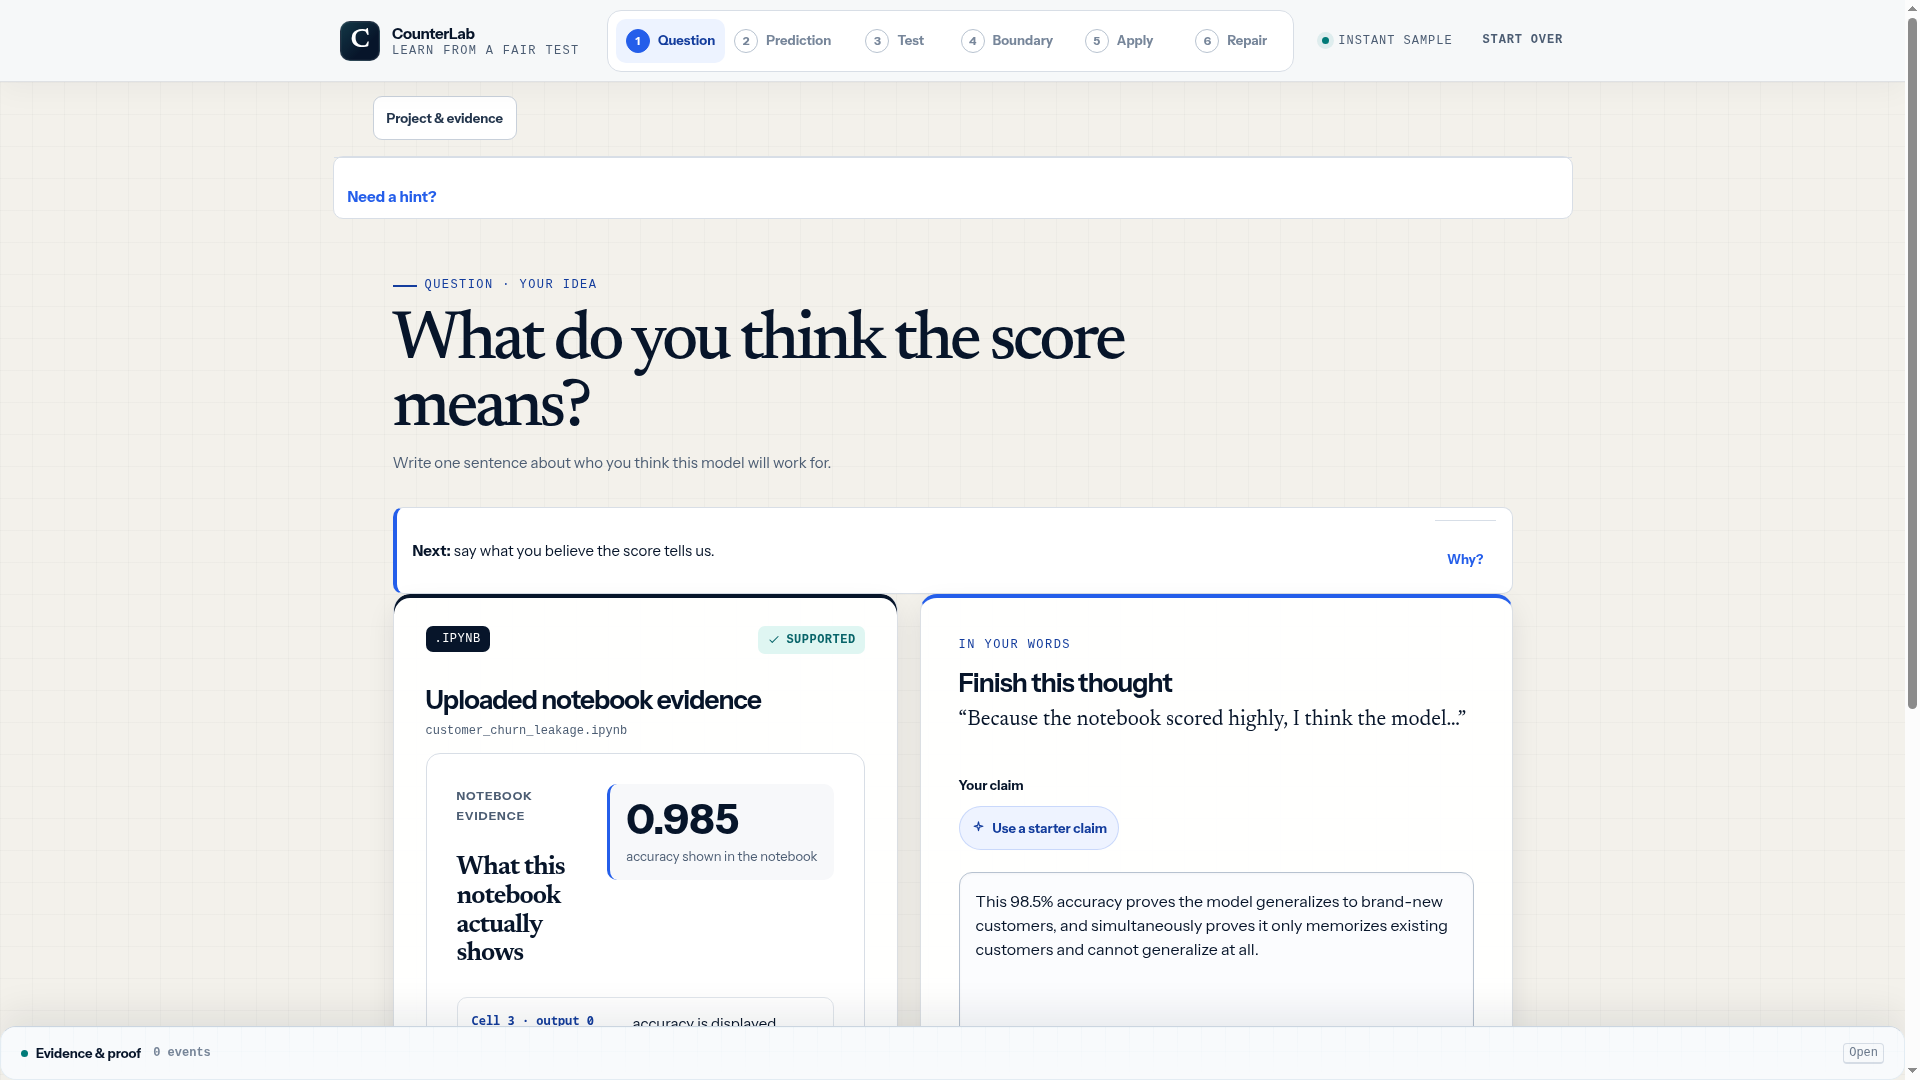 C
CounterLab
LEARN FROM A FAIR TEST
1 Question
2 Prediction
3 Test
4 Boundary
5 Apply
6 Repair
INSTANT SAMPLE
START OVER
Project & evidence
Need a hint?
QUESTION · YOUR IDEA
What do you think the score
means?
Write one sentence about who you think this model will work for.
Next: say what you believe the score tells us.
Why?
.IPYNB
SUPPORTED
Uploaded notebook evidence
customer_churn_leakage.ipynb
NOTEBOOK
EVIDENCE
What this
notebook
actually
shows
0.985
accuracy shown in the notebook
Cell 3 · output 0
accuracy is displayed
IN YOUR WORDS
Finish this thought
“Because the notebook scored highly, I think the model…”
Your claim
Use a starter claim
This 98.5% accuracy proves the model generalizes to brand-new
customers, and simultaneously proves it only memorizes existing
customers and cannot generalize at all.
Evidence & proof
0 events
Open